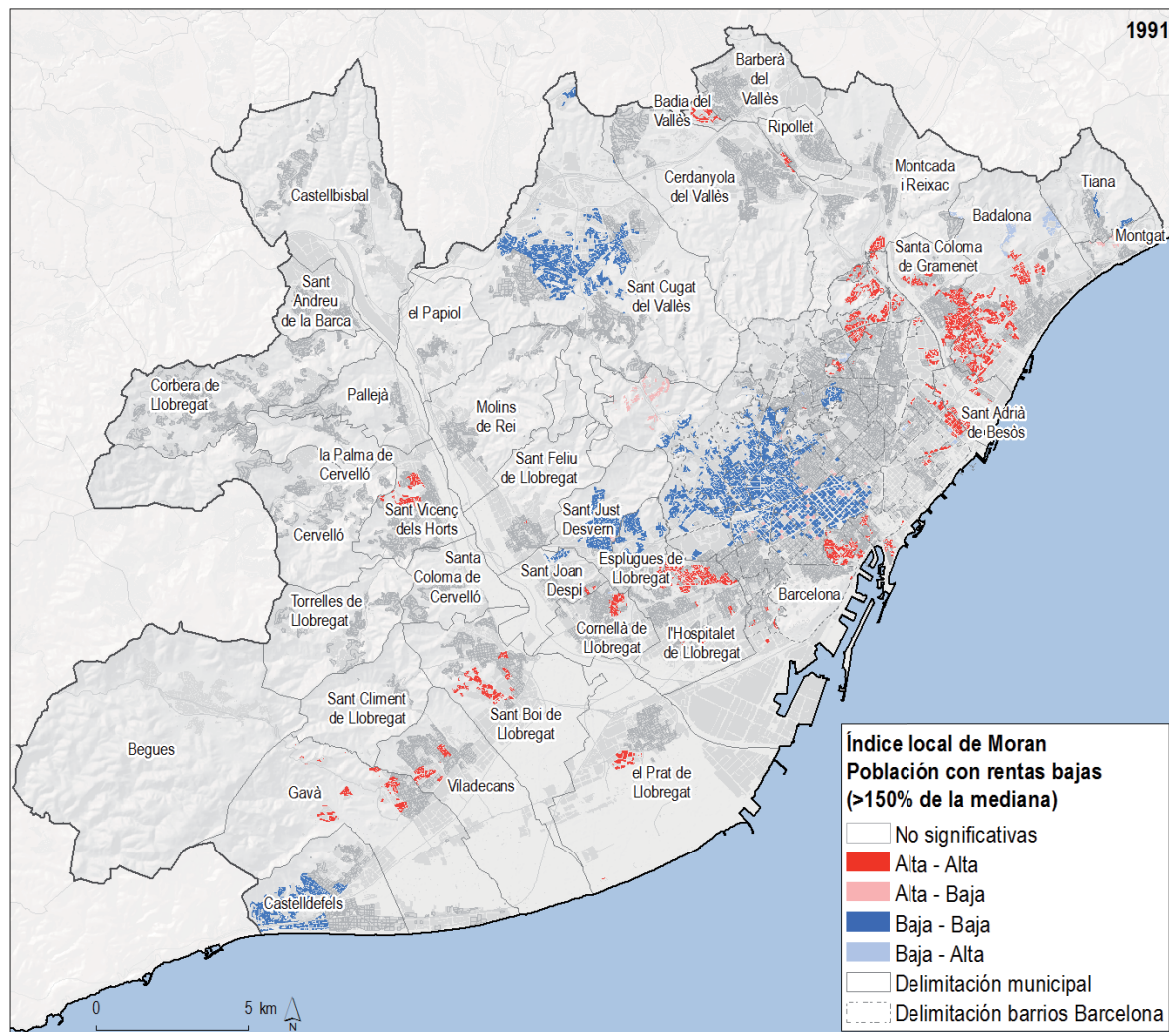 1991
Barberà
del
Vallès
Badia del
Vallès
Ripollet
Cerdanyola
del Vallès
Montcada
i Reixac
Tiana
Badalona
Montgat
Castellbisbal
Santa Coloma
de Gramenet
Sant
Andreu
de la Barca
el Papiol
Sant Cugat
del Vallès
Corbera de
Llobregat
Pallejà
Molins
de Rei
Sant Adrià
de Besòs
la Palma de
Cervelló
Sant Feliu
de Llobregat
Sant Vicenç
dels Horts
Sant Just
Desvern
Cervelló
Santa
Coloma de
Cervelló
Sant Joan
Despi
Esplugues de
Llobregat
Barcelona
Torrelles de
Llobregat
Cornellà de
Llobregat
l'Hospitalet
de Llobregat
Sant Climent
de Llobregat
Sant Boi de
Llobregat
Begues
Gavà
Viladecans
el Prat de
Llobregat
Castelldefels
0
5 km
N
Índice local de Moran
Población con rentas bajas
(>150% de la mediana)
No significativas
Alta - Alta
Alta - Baja
Baja - Baja
Baja - Alta
Delimitación municipal
Delimitación barrios Barcelona